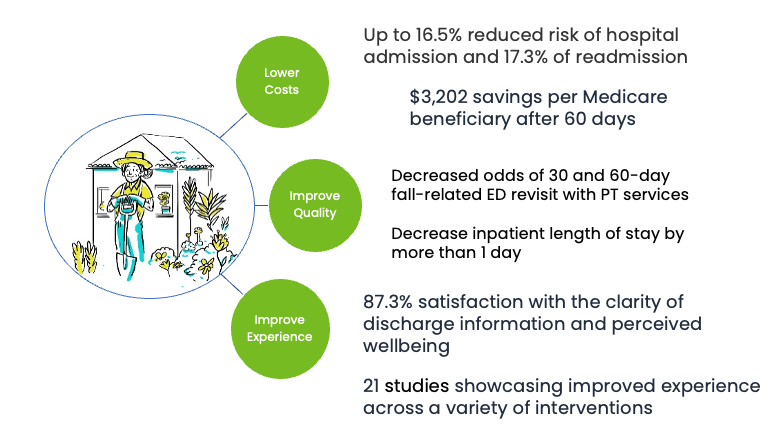 Lower
Costs
Up to 16.5% reduced risk of hospital
admission and 17.3% of readmission
$3,202 savings per Medicare
beneficiary after 60 days
Improve
Quality
Decreased odds of 30 and 60-day
fall-related ED revisit with PT services
Decrease inpatient length of stay by
more than 1 day
Improve
Experience
87.3% satisfaction with the clarity of
discharge information and perceived
wellbeing
21 studies showcasing improved experience
across a variety of interventions